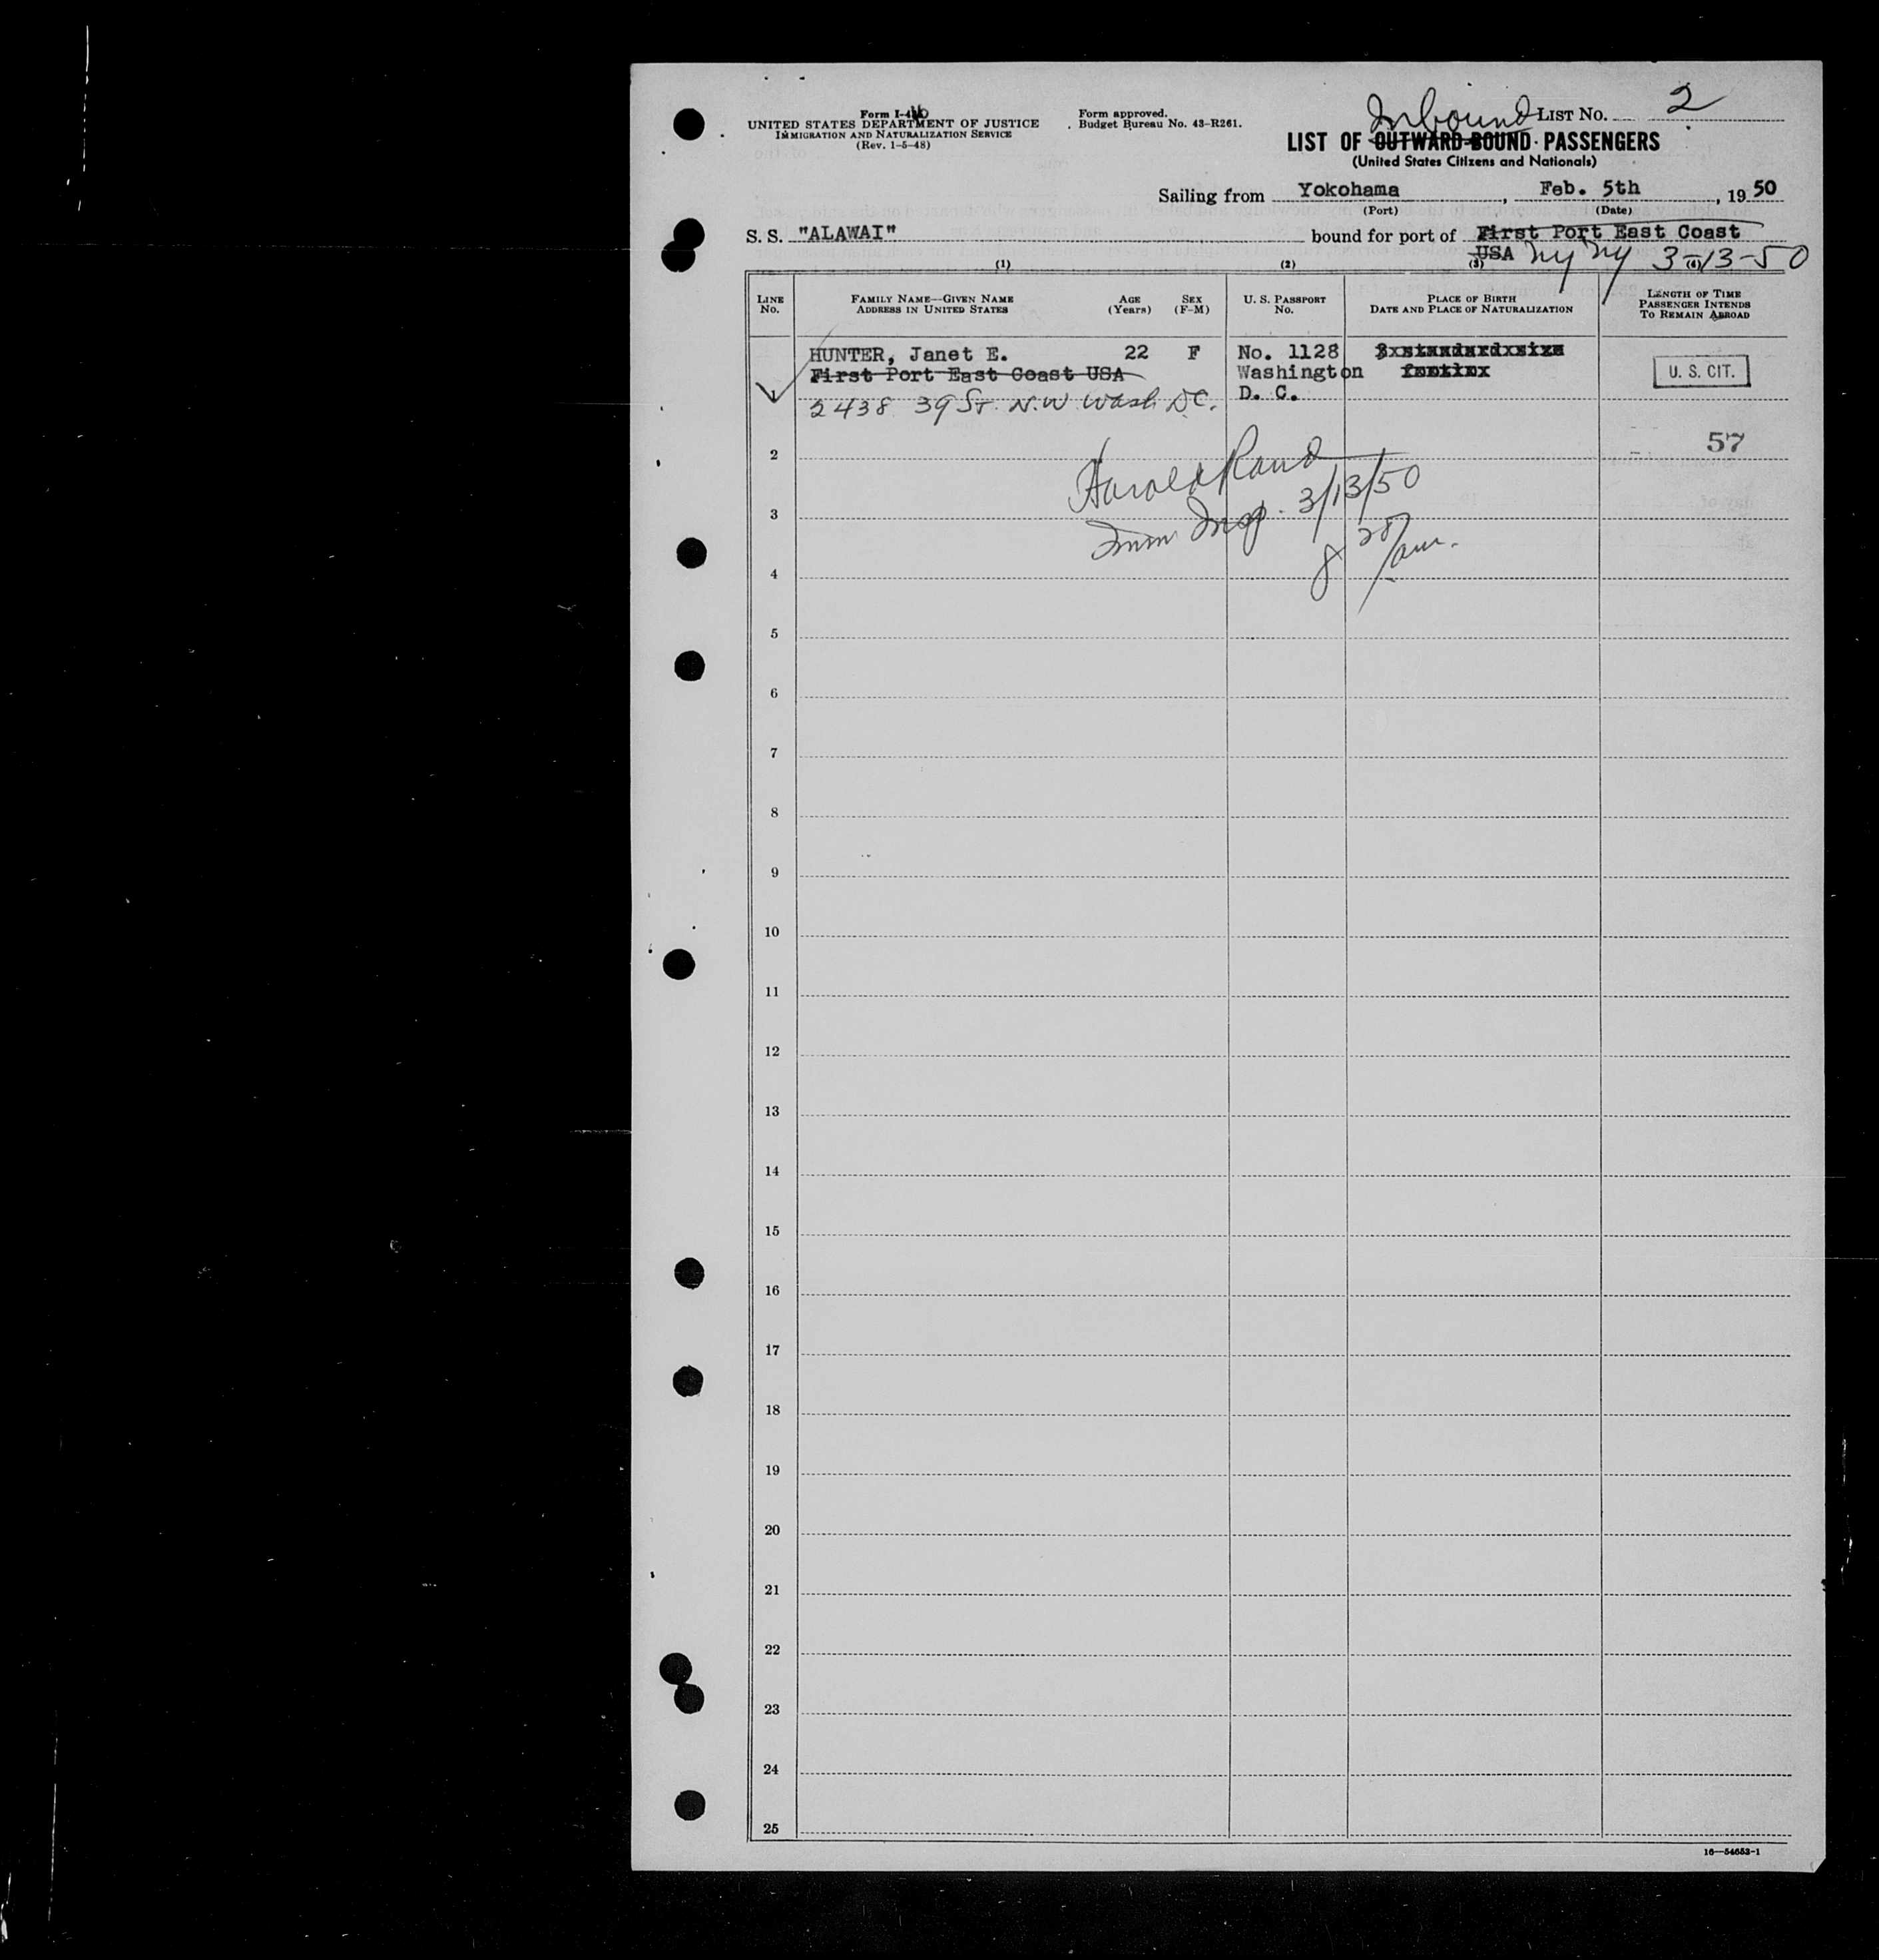 Inbound LIST No. 2
Form I-4
UNITED STATES DEPARTMENT OF JUSTICE
IMMIGRATION AND NATURALIZATION SERVICE
(Rev. 1-5-48)
Form approved.
Budget Bureau No. 43-R261.
LIST OF OUTWARD-BOUND PASSENGERS
(United States Citizens and Nationals)
Sailing from Yokohama, Feb. 5th, 1950
(Port) (Date)
S. S. "ALAWAI" bound for port of First Port East Coast
USA NY NY 3-13-50
(1) (2) (3) (4)
LINE No.
FAMILY NAME—GIVEN NAME
ADDRESS IN UNITED STATES
AGE (Years)
SEX (F-M)
U. S. PASSPORT No.
PLACE OF BIRTH
DATE AND PLACE OF NATURALIZATION
LENGTH OF TIME
PASSENGER INTENDS
TO REMAIN ABROAD
1
HUNTER, Janet E. 22 F No. 1128
First Port East Coast USA Washington
2438 39 ST. N.W Wash DC. D. C.
U. S. CIT.
57
2
Harold Rand
3
Imm Insp. 3/13/50
8 20/am.
4
5
6
7
8
9
10
11
12
13
14
15
16
17
18
19
20
21
22
23
24
25
16—54652-1